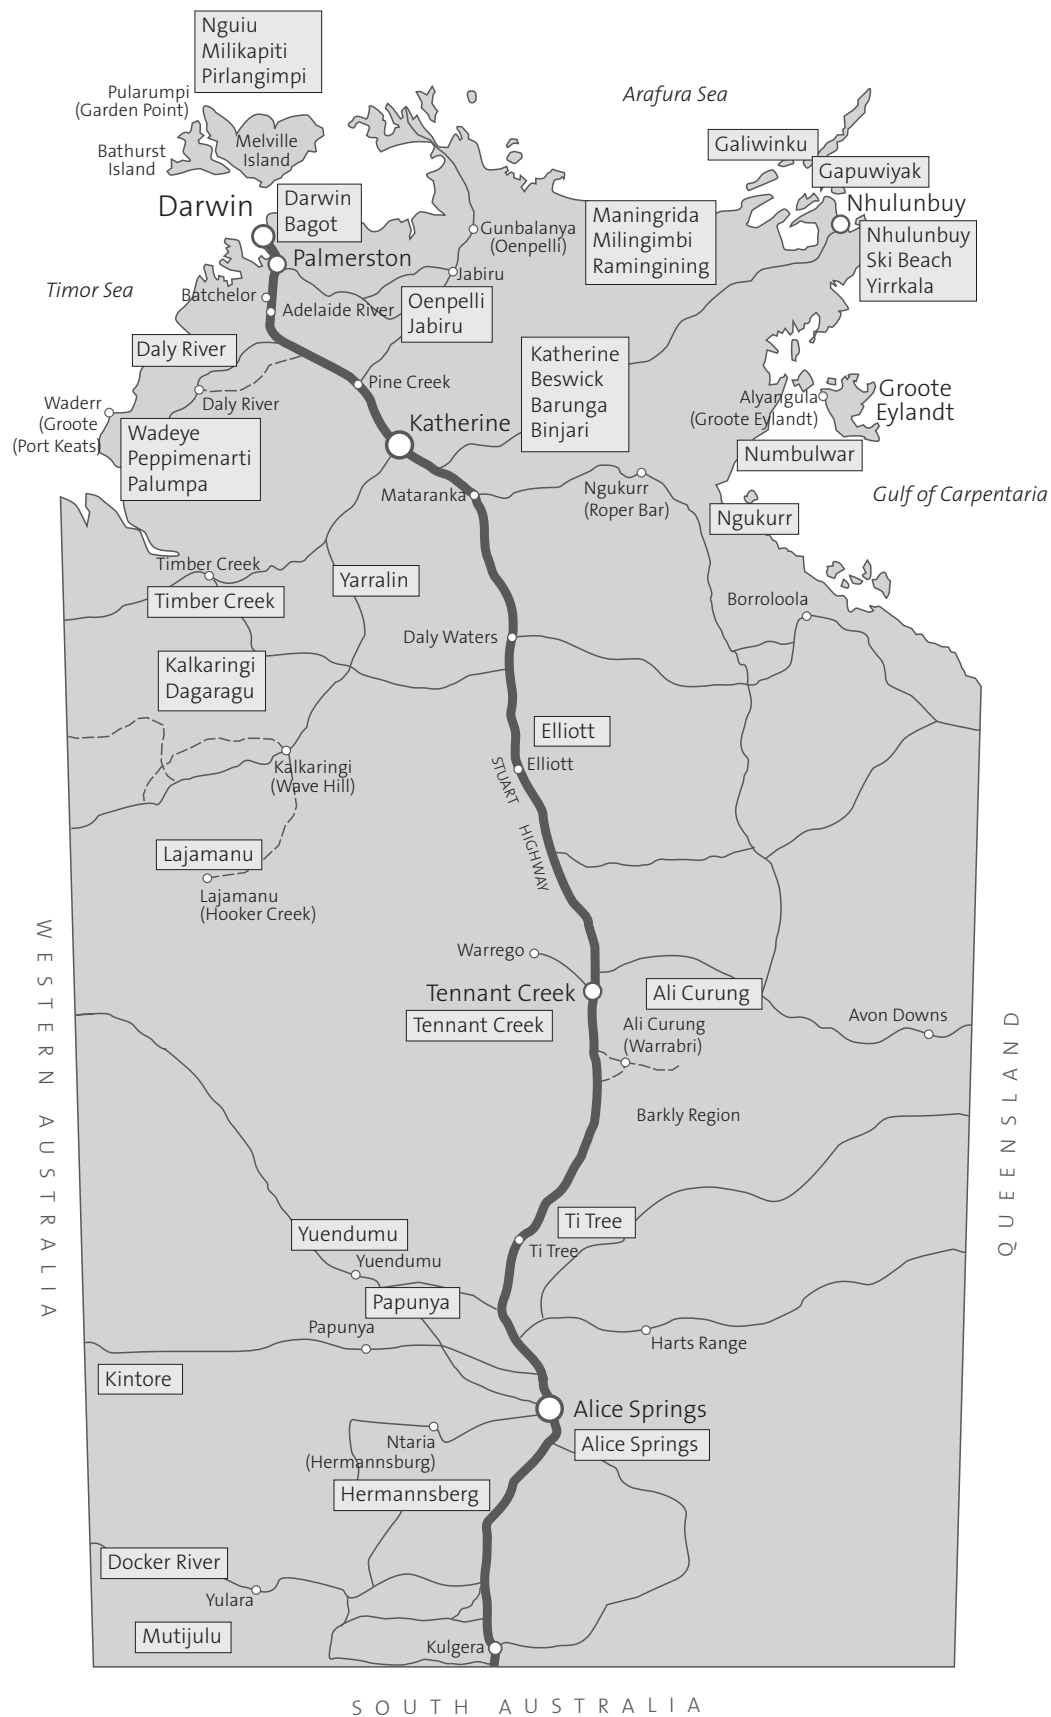 Nguiu
Milikapiti
Pirlangimpi
Pularumpi
(Garden Point)
Arafura Sea
Melville
Island
Bathurst
Island
Galiwinku
Gapuwiyak
Darwin
Darwin
Bagot
Nhulunbuy
Maningrida
Milingimbi
Ramingining
Gunbalanya
(Oenpelli)
Nhulunbuy
Ski Beach
Yirrkala
Palmerston
Jabiru
Timor Sea
Batchelor
Adelaide River
Oenpelli
Jabiru
Daly River
Katherine
Beswick
Barunga
Binjari
Pine Creek
Daly River
Waderr
(Groote
(Port Keats)
Alyangula
(Groote Eylandt)
Groote
Eylandt
Katherine
Wadeye
Peppimenarti
Palumpa
Numbulwar
Mataranka
Ngukurr
(Roper Bar)
Gulf of Carpentaria
Ngukurr
Timber Creek
Yarralin
Timber Creek
Borroloola
Daly Waters
Kalkaringi
Dagaragu
Elliott
Elliott
Kalkaringi
(Wave Hill)
STUART
HIGHWAY
Lajamanu
Lajamanu
(Hooker Creek)
WESTERN AUSTRALIA
Warrego
Tennant Creek
Ali Curung
Tennant Creek
Ali Curung
(Warrabri)
Avon Downs
QUEENSLAND
Barkly Region
Yuendumu
Ti Tree
Ti Tree
Yuendumu
Papunya
Papunya
Harts Range
Kintore
Alice Springs
Alice Springs
Ntaria
(Hermannsburg)
Hermannsberg
Docker River
Yulara
Mutijulu
Kulgera
SOUTH AUSTRALIA